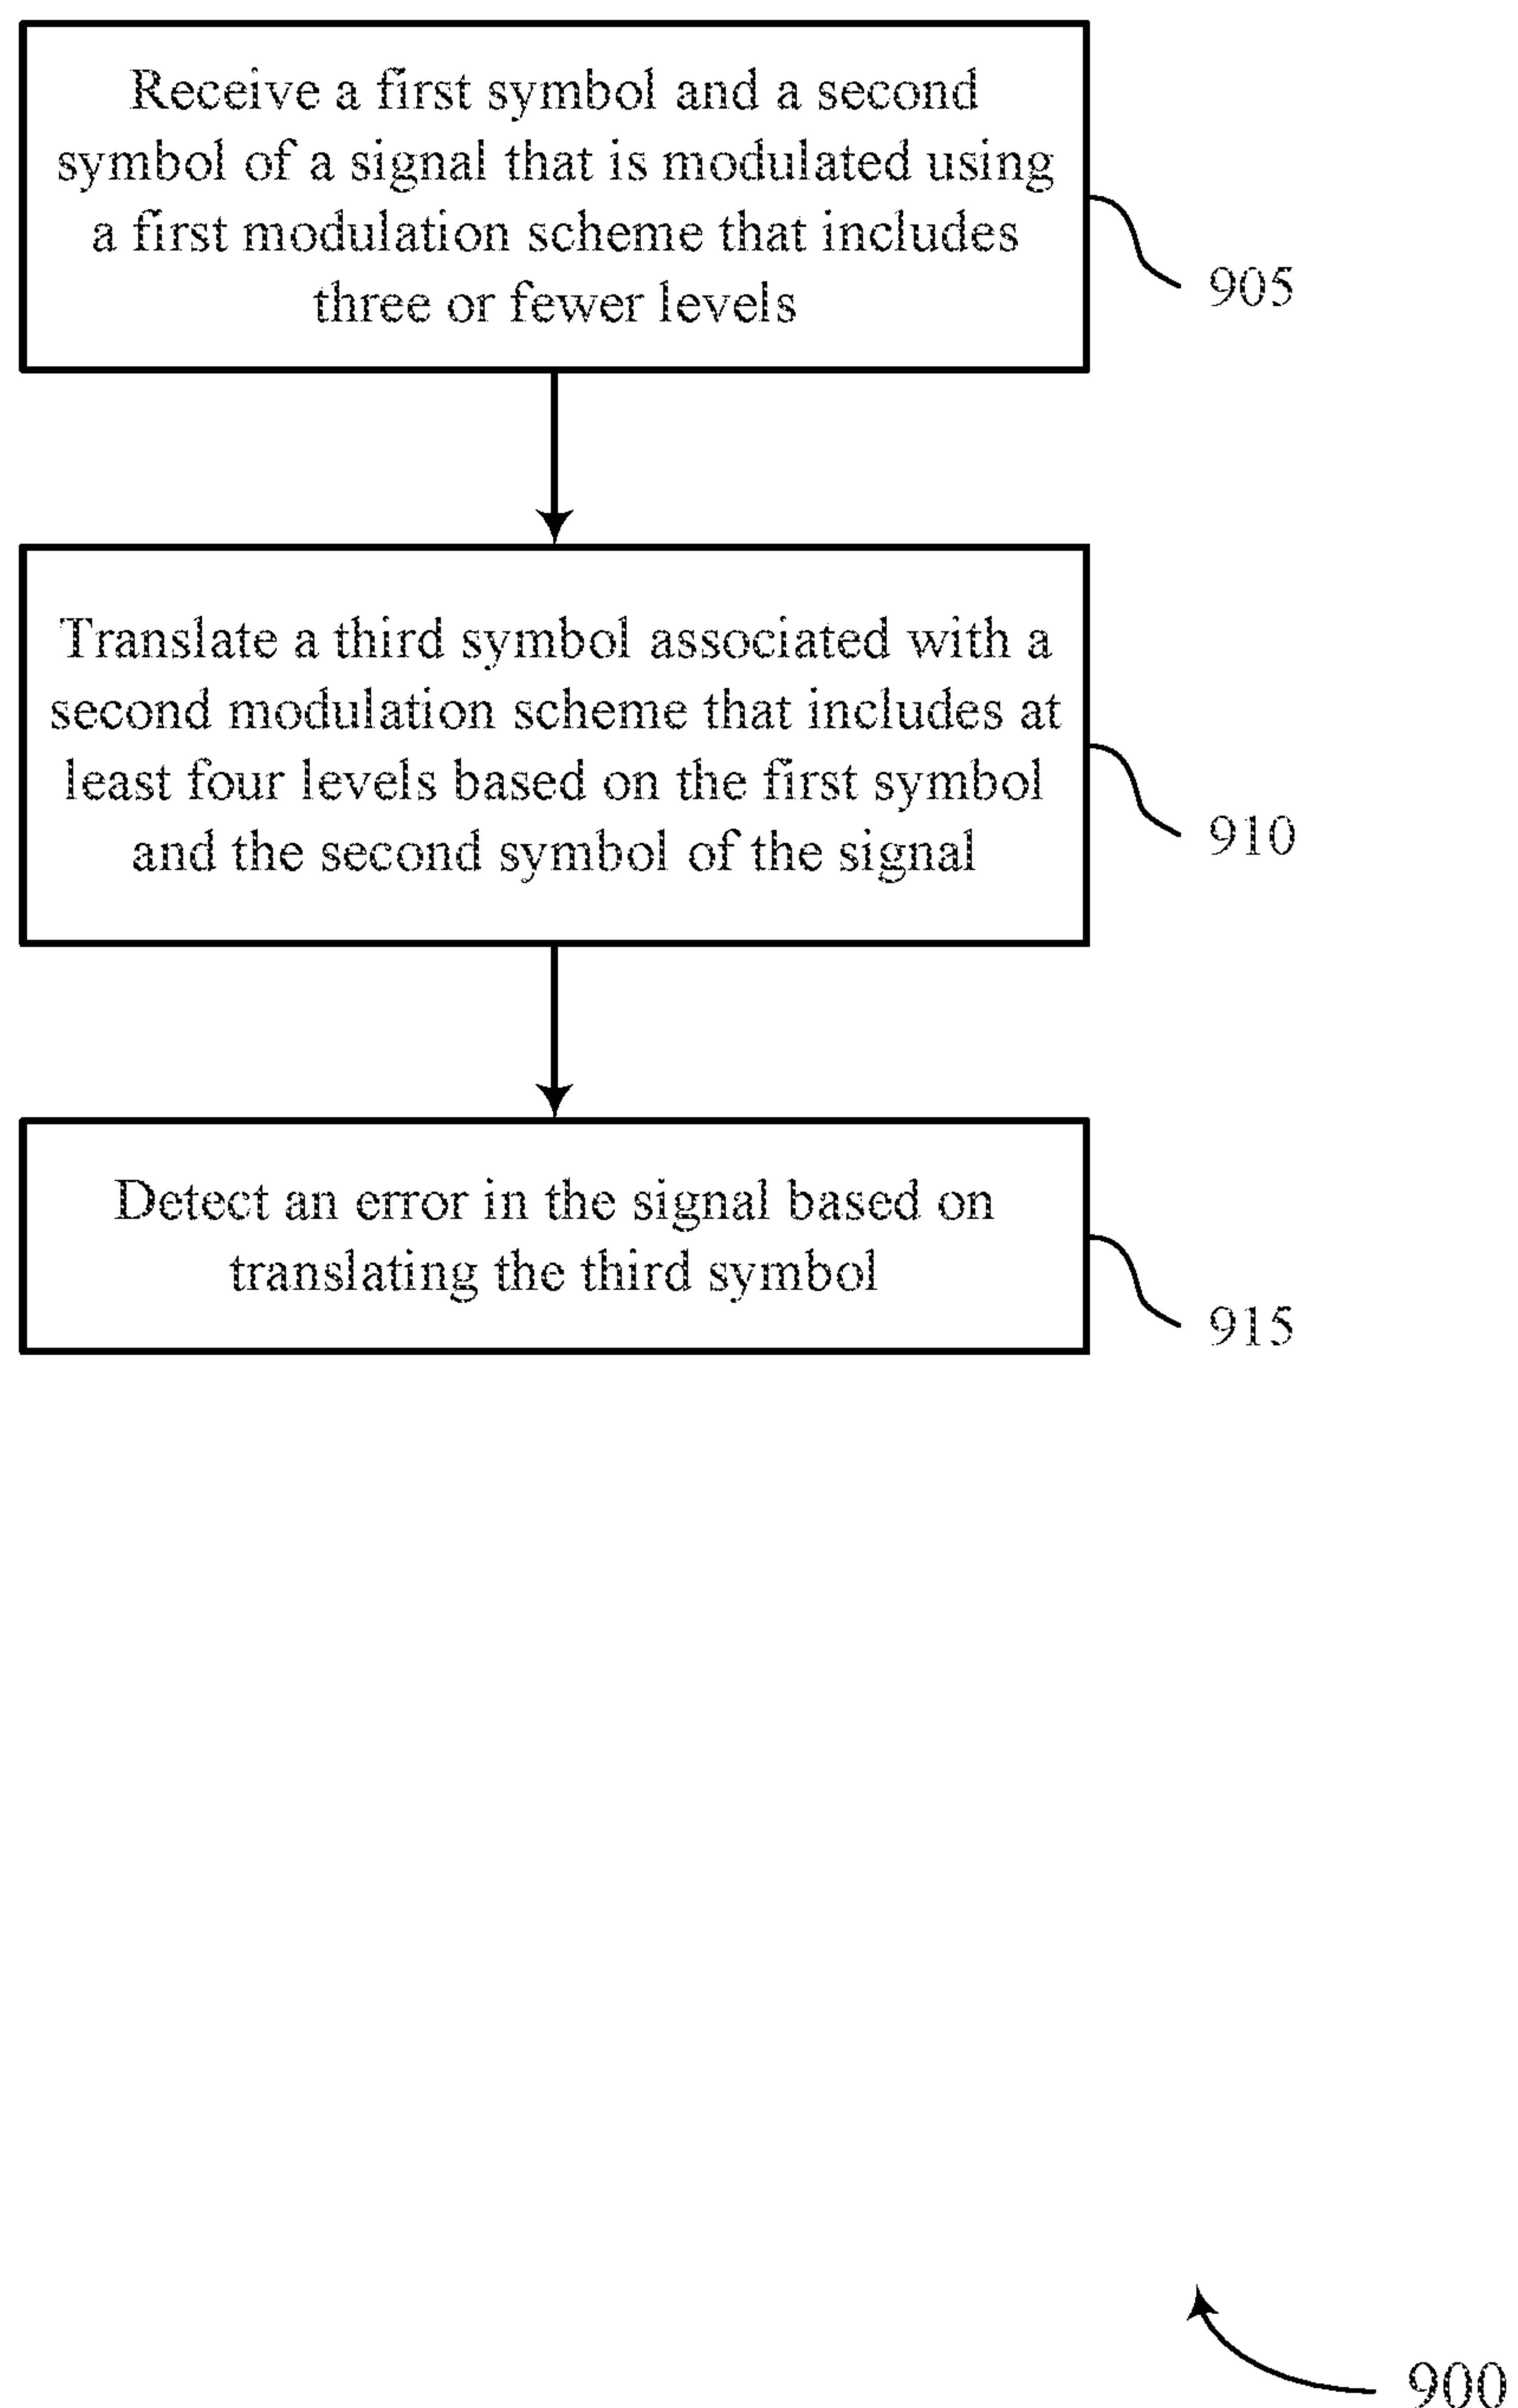 Receive a first symbol and a second
symbol of a signal that is modulated using
a first modulation scheme that includes
three or fewer levels
905
Translate a third symbol associated with a
second modulation scheme that includes at
least four levels based on the first symbol
and the second symbol of the signal
910
Detect an error in the signal based on
translating the third symbol
915
900